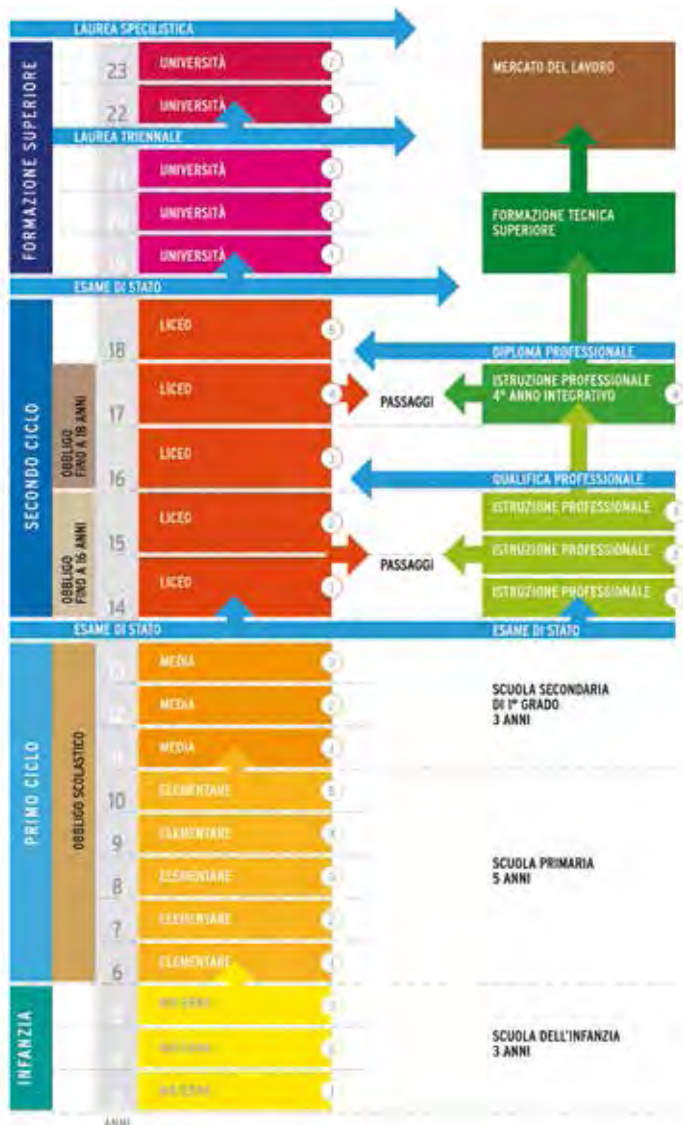 LAUREA SPECILISTICA
FORMAZIONE SUPERIORE
23
UNIVERSITÀ
2
22
UNIVERSITÀ
1
MERCATO DEL LAVORO
LAUREA TRIENNALE
UNIVERSITÀ
3
UNIVERSITÀ
2
UNIVERSITÀ
1
FORMAZIONE TECNICA
SUPERIORE
ESAME DI STATO
SECONDO CICLO
18
LICEO
5
DIPLOMA PROFESSIONALE
OBBLIGO
FINO A 18 ANNI
17
LICEO
4
PASSAGGI
ISTRUZIONE PROFESSIONALE
4° ANNO INTEGRATIVO
4
16
LICEO
3
QUALIFICA PROFESSIONALE
OBBLIGO
FINO A 16 ANNI
15
LICEO
2
PASSAGGI
ISTRUZIONE PROFESSIONALE
3
ISTRUZIONE PROFESSIONALE
2
14
LICEO
1
ISTRUZIONE PROFESSIONALE
1
ESAME DI STATO
ESAME DI STATO
PRIMO CICLO
OBBLIGO SCOLASTICO
13
MEDIA
3
12
MEDIA
2
MEDIA
1
SCUOLA SECONDARIA
DI 1° GRADO
3 ANNI
10
ELEMENTARE
5
9
ELEMENTARE
4
8
ELEMENTARE
3
7
ELEMENTARE
2
6
ELEMENTARE
1
SCUOLA PRIMARIA
5 ANNI
INFANZIA
3
2
1
SCUOLA DELL'INFANZIA
3 ANNI
ANNI